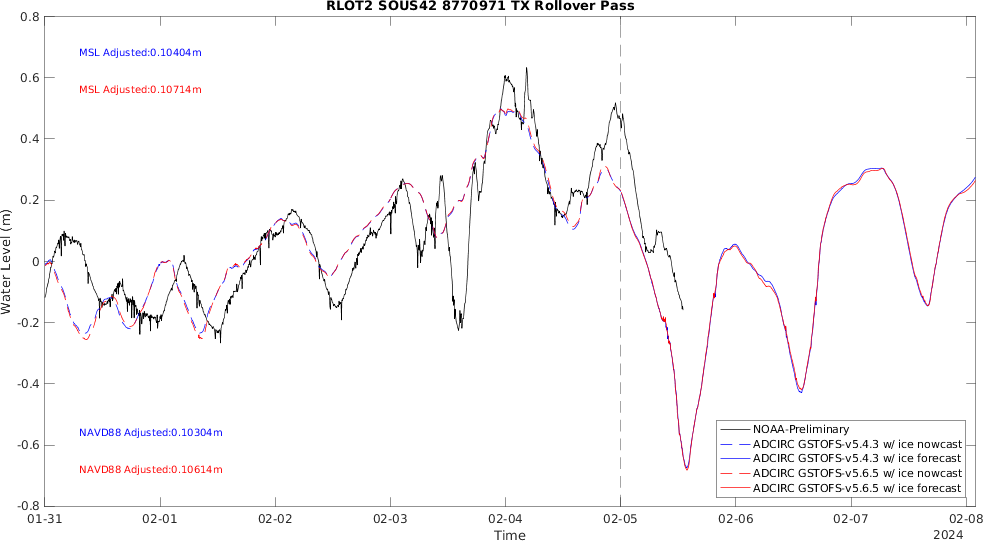 RLOT2 SOUS42 8770971 TX Rollover Pass
0.8
0.6
0.4
0.2
0
-0.2
-0.4
-0.6
-0.8
Water Level (m)
MSL Adjusted:0.10404m
MSL Adjusted:0.10714m
NAVD88 Adjusted:0.10304m
NAVD88 Adjusted:0.10614m
NOAA-Preliminary
ADCIRC GSTOFS-v5.4.3 w/ ice nowcast
ADCIRC GSTOFS-v5.4.3 w/ ice forecast
ADCIRC GSTOFS-v5.6.5 w/ ice nowcast
ADCIRC GSTOFS-v5.6.5 w/ ice forecast
01-31 02-01 02-02 02-03 02-04 02-05 02-06 02-07 02-08
Time
2024